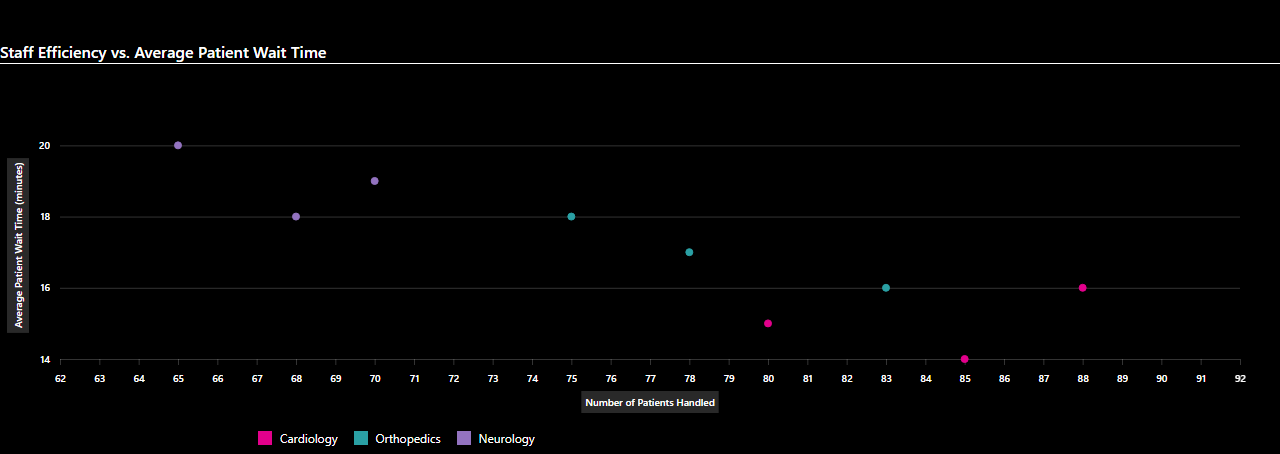 Staff Efficiency vs. Average Patient Wait Time
Average Patient Wait Time (minutes)
20
18
16
14
62 63 64 65 66 67 68 69 70 71 72 73 74 75 76 77 78 79 80 81 82 83 84 85 86 87 88 89 90 91 92
Number of Patients Handled
Cardiology Orthopedics Neurology